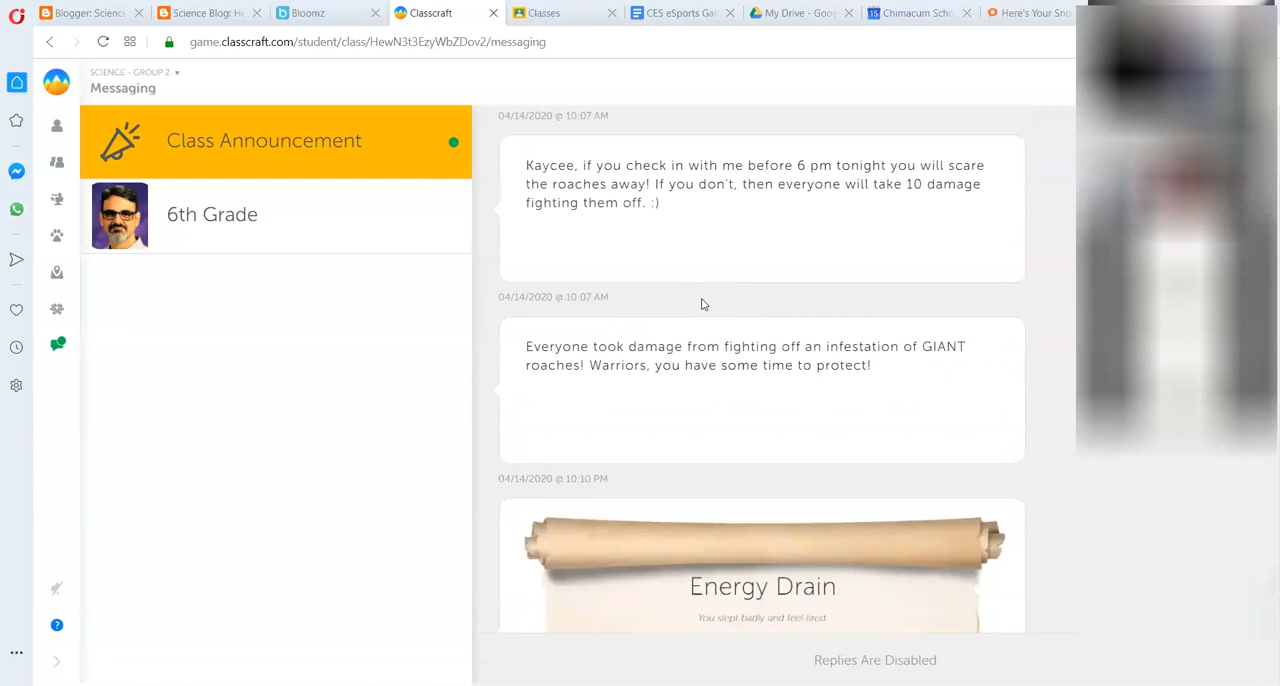 Blogger: Science
Science Blog: He
Bloomz
Classcraft
Classes
CES eSports Gam
My Drive - Goog
15
Chimacum Scho
Here's Your Sno
game.classcraft.com/student/class/HewN3t3EzyWbZDov2/messaging
SCIENCE - GROUP 2
Messaging
Class Announcement
6th Grade
04/14/2020 @ 10:07 AM
Kaycee, if you check in with me before 6 pm tonight you will scare
the roaches away! If you don't, then everyone will take 10 damage
fighting them off. :)
04/14/2020 @ 10:07 AM
Everyone took damage from fighting off an infestation of GIANT
roaches! Warriors, you have some time to protect!
04/14/2020 @ 10:10 PM
Energy Drain
You slept badly and feel tired.
Replies Are Disabled
?